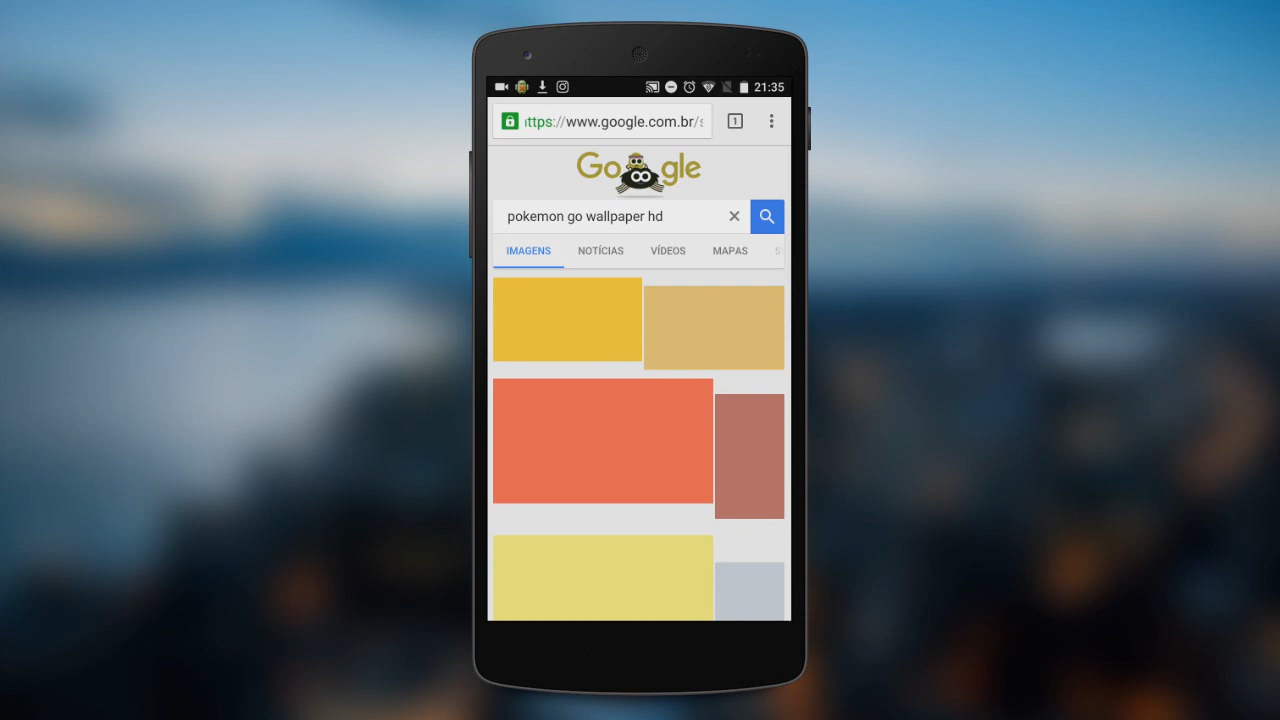 21:35
ttps://www.google.com.br/s
1
Google
pokemon go wallpaper hd
IMAGENS NOTÍCIAS VÍDEOS MAPAS S